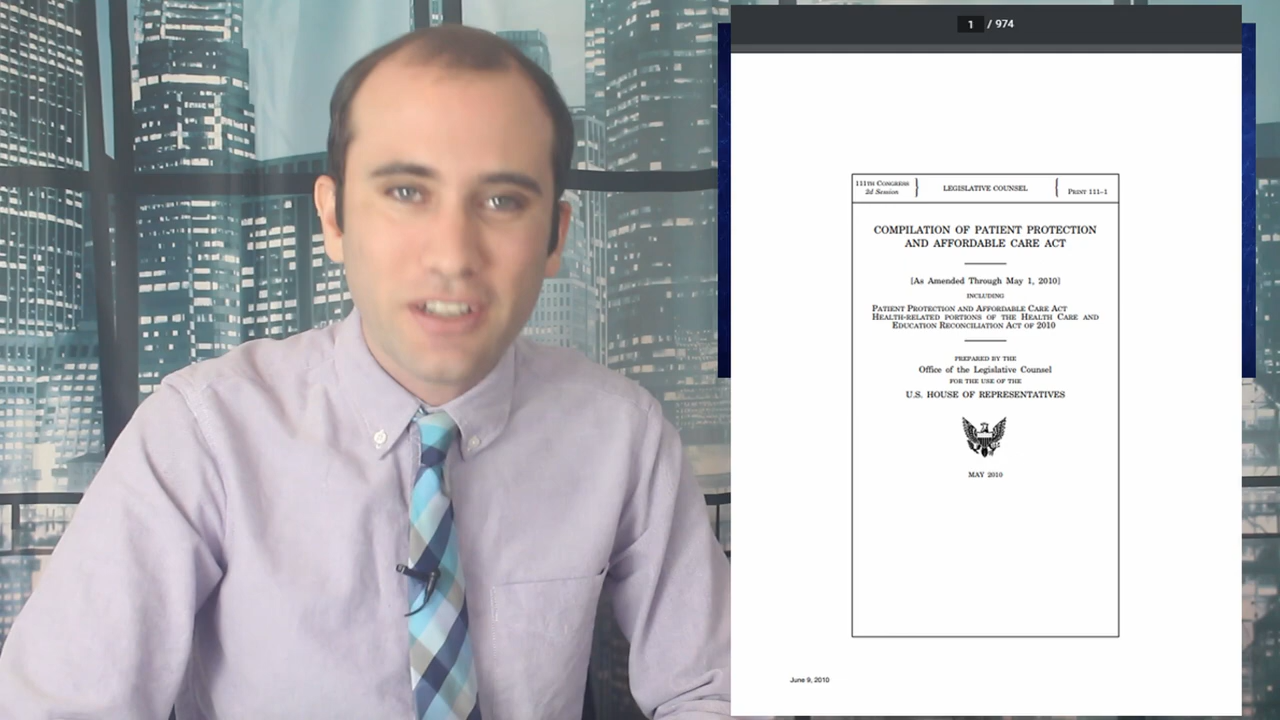 1 / 974
111TH CONGRESS
2d Session
LEGISLATIVE COUNSEL
PRINT 111–1
COMPILATION OF PATIENT PROTECTION
AND AFFORDABLE CARE ACT
[As Amended Through May 1, 2010]
INCLUDING
PATIENT PROTECTION AND AFFORDABLE CARE ACT
HEALTH-RELATED PORTIONS OF THE HEALTH CARE AND
EDUCATION RECONCILIATION ACT OF 2010
PREPARED BY THE
Office of the Legislative Counsel
FOR THE USE OF THE
U.S. HOUSE OF REPRESENTATIVES
MAY 2010
June 9, 2010